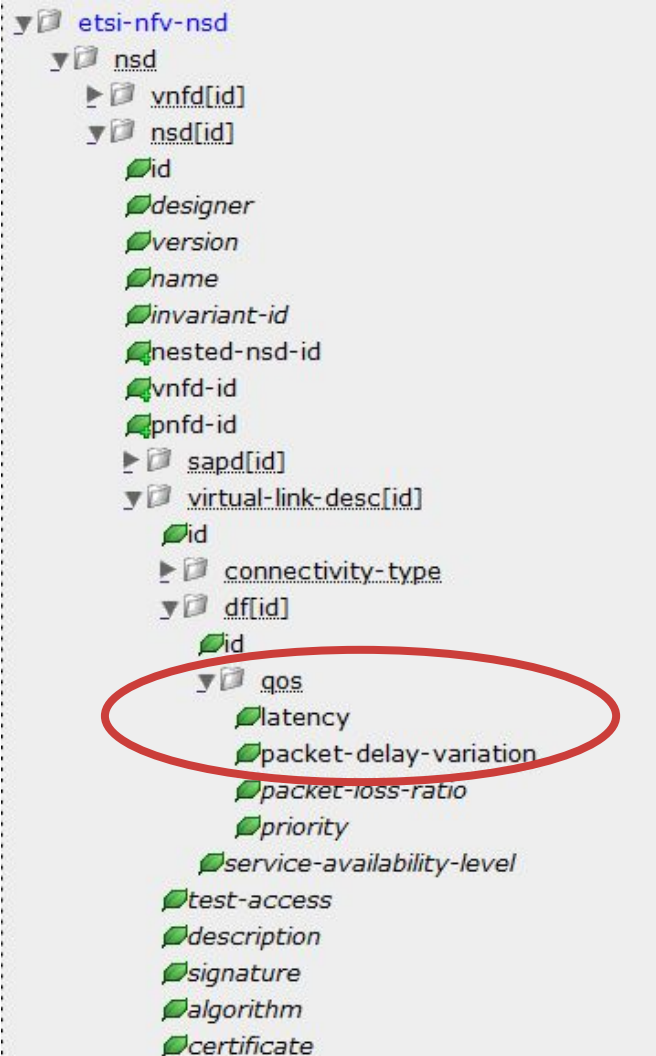 etsi-nfv-nsd
nsd
vnfd[id]
nsd[id]
id
designer
version
name
invariant-id
nested-nsd-id
vnfd-id
pnfd-id
sapd[id]
virtual-link-desc[id]
id
connectivity-type
df[id]
id
qos
latency
packet-delay-variation
packet-loss-ratio
priority
service-availability-level
test-access
description
signature
algorithm
certificate